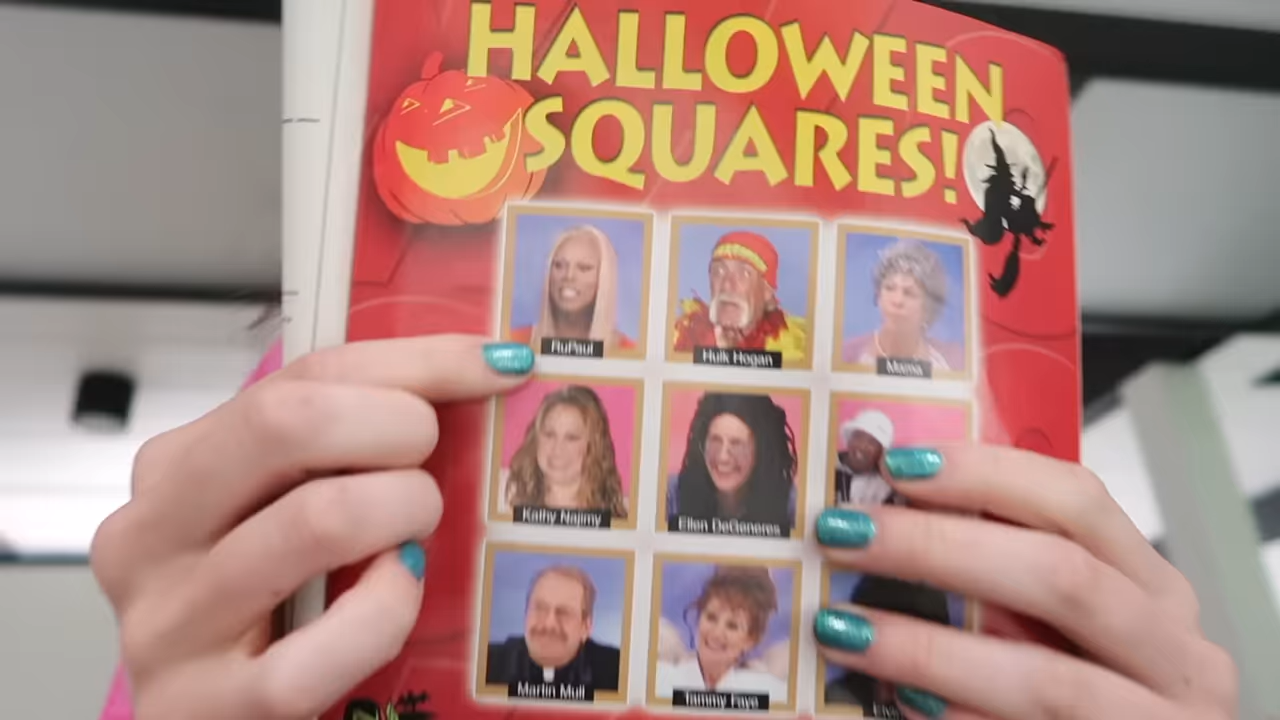 HALLOWEEN
SQUARES!
RuPaul
Hulk Hogan
Mama
Kathy Najimy
Ellen DeGeneres
Martin Mull
Tammy Faye